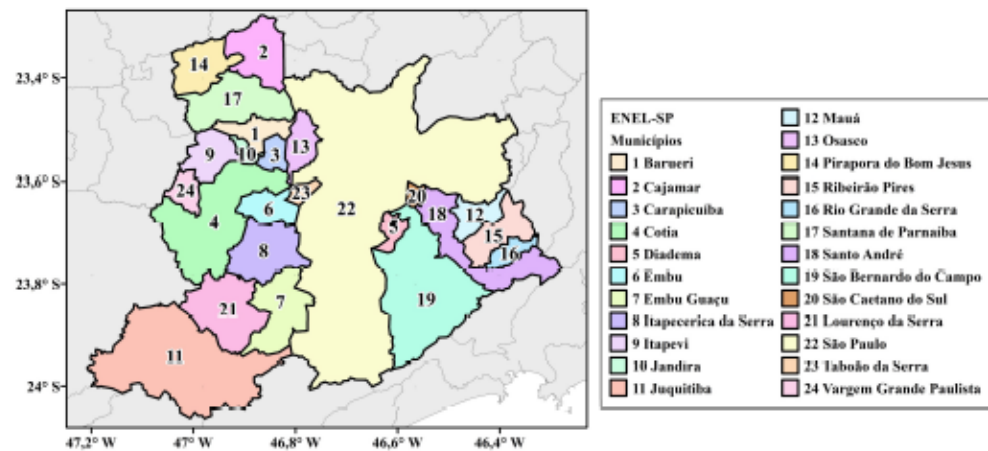 14
2
23,4° S
17
1
13
9
10
3
23,6° S
24
23
20
6
22
18
12
4
5
15
8
16
23,8° S
7
19
21
11
24° S
47,2° W
47° W
46,8° W
46,6° W
46,4° W
ENEL-SP
Municípios
1 Barueri
2 Cajamar
3 Carapicuíba
4 Cotia
5 Diadema
6 Embu
7 Embu Guaçu
8 Itapecerica da Serra
9 Itapevi
10 Jandira
11 Juquitiba
12 Mauá
13 Osasco
14 Pirapora do Bom Jesus
15 Ribeirão Pires
16 Rio Grande da Serra
17 Santana de Parnaíba
18 Santo André
19 São Bernardo do Campo
20 São Caetano do Sul
21 Lourenço da Serra
22 São Paulo
23 Taboão da Serra
24 Vargem Grande Paulista